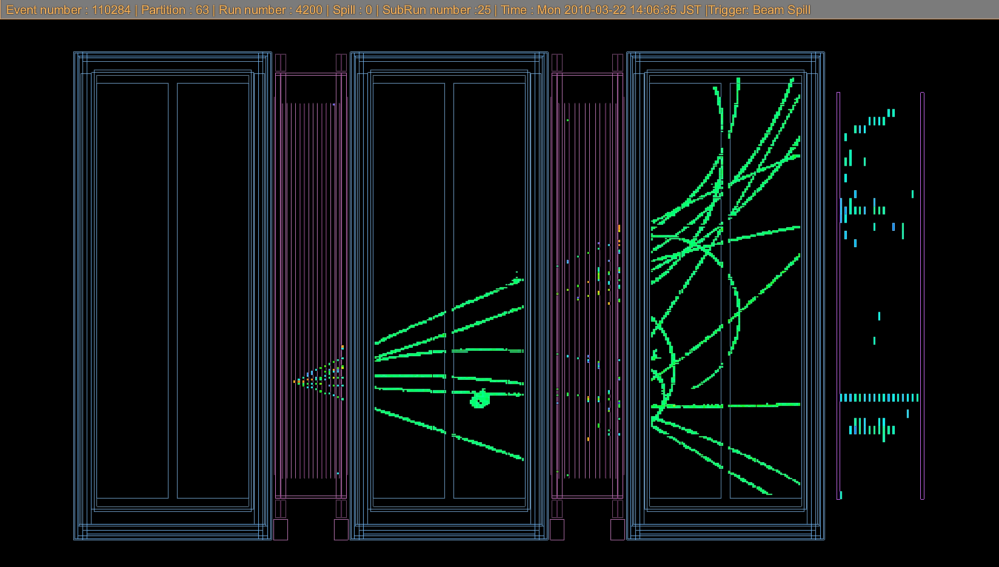 Event number : 110284 | Partition : 63 | Run number : 4200 | Spill : 0 | SubRun number :25 | Time : Mon 2010-03-22 14:06:35 JST |Trigger: Beam Spill